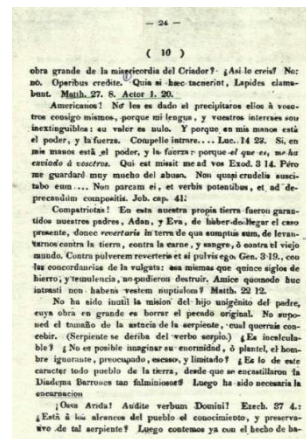 — 24 —
( 10 )
obra grande de la misericordia del Criador? ¿Asi lo creis? No:
no. Operibus credite. Quia si hæc tacuerint, Lapides clama-
bunt. Matth. 27. 8. Actor 1. 20.
Americanos! No les es dado el precipitaros ellos à voso-
tros consigo mismos, porque mi lengua, y vuestros intereses son
inextinguibles: su valor es nulo. Y porque en mis manos está
el poder, y la fuerza. Compelle intrare.... Luc. 14 22. Si, en
mis manos está el poder, y la fuerza: porque el que es, me ha
enviado á vosotros. Qui est missit me ad vos Exod. 3 14. Pero
me guardaré muy mucho del abuso. Non quasi crudelis susci-
tabo eum.... Non parcam ei, et verbis potentibus, et ad de-
precandum compositis. Job. cap. 41.
Compatriotas! En esta nuestra propia tierra fueron garan-
tidos nuestros padres, Adan, y Eva, de haber de llegar el caso
presente, donec revertaris in terra de qua sumptus sum, de levan-
tarnos contra la tierra, contra la carne, y sangre, ó contra el viejo
mundo. Contra pulverem reverteris et si pulvis ego. Gen. 3-19., con
las concordancias de la vulgata: esa mismas que quince siglos de
hierro, y temulencia, no pudieron destruir. Amice quomodo huc
intrasti non habens vestem nuptialem? Matth. 22 12.
No ha sido inutil la mision del hijo unigénito del padre,
cuya obra en grande es borrar el pecado original. No supo-
ned el tamaño de la astucia de la serpiente, cual querrais con-
cebir. (Serpiente se deriba del verbo serpio.) ¿Es incalcula-
ble? ¿No es posible imaginar su enormidad, ó plantel, el hom-
bre ignorante, preocupado, escaso, y limitado? ¿Es lo de este
caracter todo pueblo de la tierra, desde que se encastillaron la
Diadema Barrones tan fulminiosos? Luego ha sido necesaria la
encarnacion
¡Ossa Arida! Audite verbum Domini! Ezech. 37 4.:
¿Está á los alcances del pueblo el conocimiento, y preserva-
tivo de tal serpiente? Luego contemos ya con el hecho de ha-